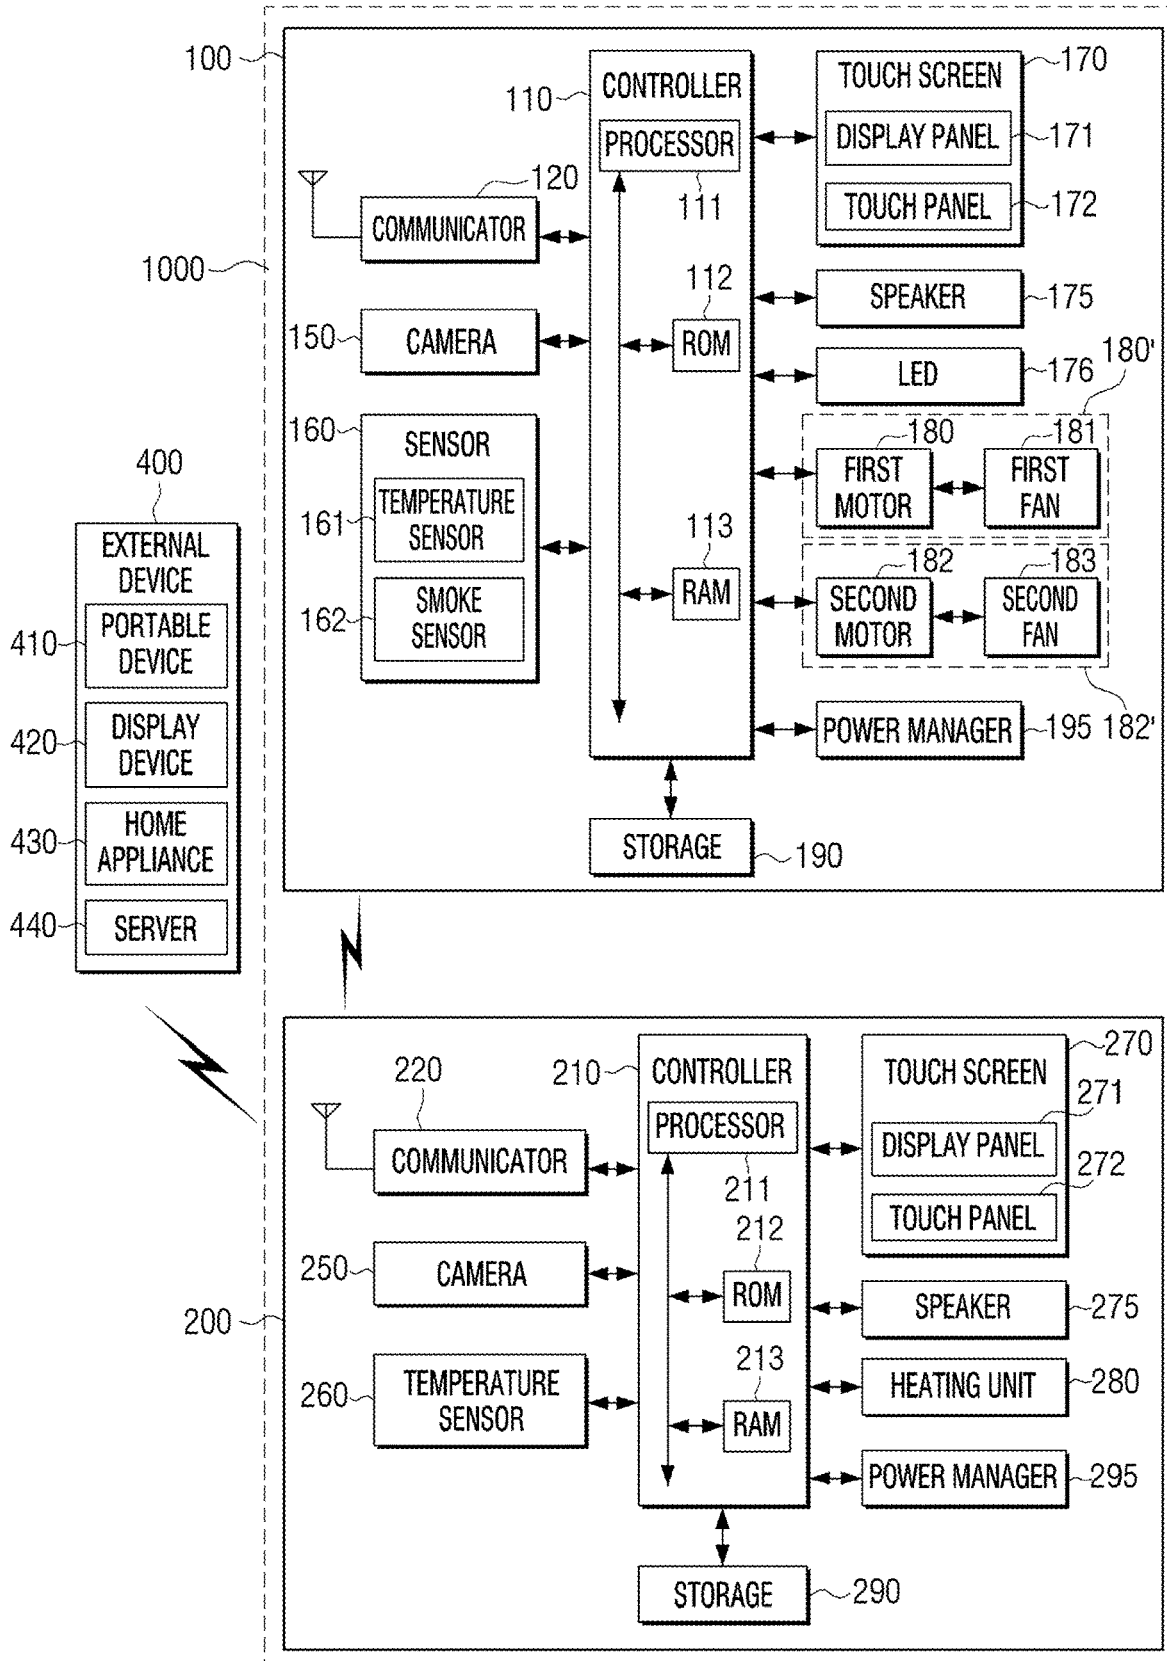 100
CONTROLLER
110
PROCESSOR
111
TOUCH SCREEN
170
DISPLAY PANEL
171
TOUCH PANEL
172
120
COMMUNICATOR
1000
112
ROM
SPEAKER
175
150
CAMERA
LED
176
180'
160
SENSOR
180
FIRST
MOTOR
181
FIRST
FAN
161
TEMPERATURE
SENSOR
113
RAM
182
SECOND
MOTOR
183
SECOND
FAN
162
SMOKE
SENSOR
182'
POWER MANAGER
195
STORAGE
190
400
EXTERNAL
DEVICE
410
PORTABLE
DEVICE
420
DISPLAY
DEVICE
430
HOME
APPLIANCE
440
SERVER
200
210
CONTROLLER
PROCESSOR
211
TOUCH SCREEN
270
271
DISPLAY PANEL
272
TOUCH PANEL
220
COMMUNICATOR
212
ROM
250
CAMERA
SPEAKER
275
213
RAM
260
TEMPERATURE
SENSOR
HEATING UNIT
280
POWER MANAGER
295
STORAGE
290